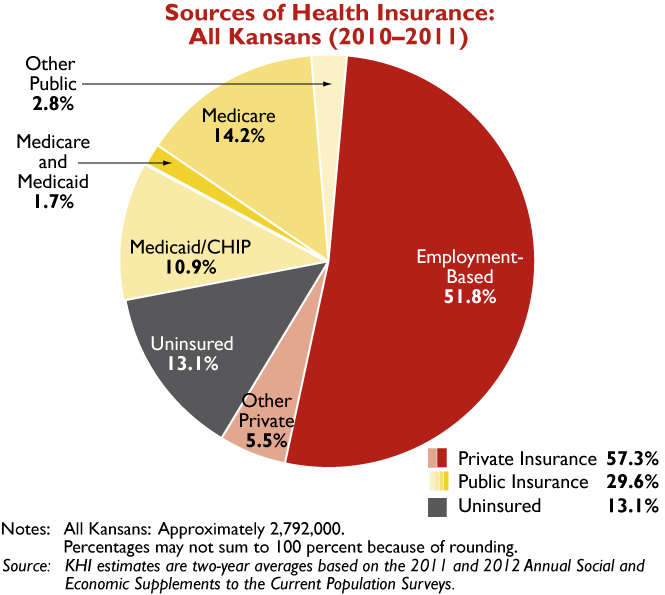 Sources of Health Insurance:
All Kansans (2010–2011)
Other
Public
2.8%
Medicare
14.2%
Medicare
and
Medicaid
1.7%
Medicaid/CHIP
10.9%
Employment-
Based
51.8%
Uninsured
13.1%
Other
Private
5.5%
Private Insurance 57.3%
Public Insurance 29.6%
Uninsured 13.1%
Notes: All Kansans: Approximately 2,792,000.
Percentages may not sum to 100 percent because of rounding.
Source: KHI estimates are two-year averages based on the 2011 and 2012 Annual Social and
Economic Supplements to the Current Population Surveys.